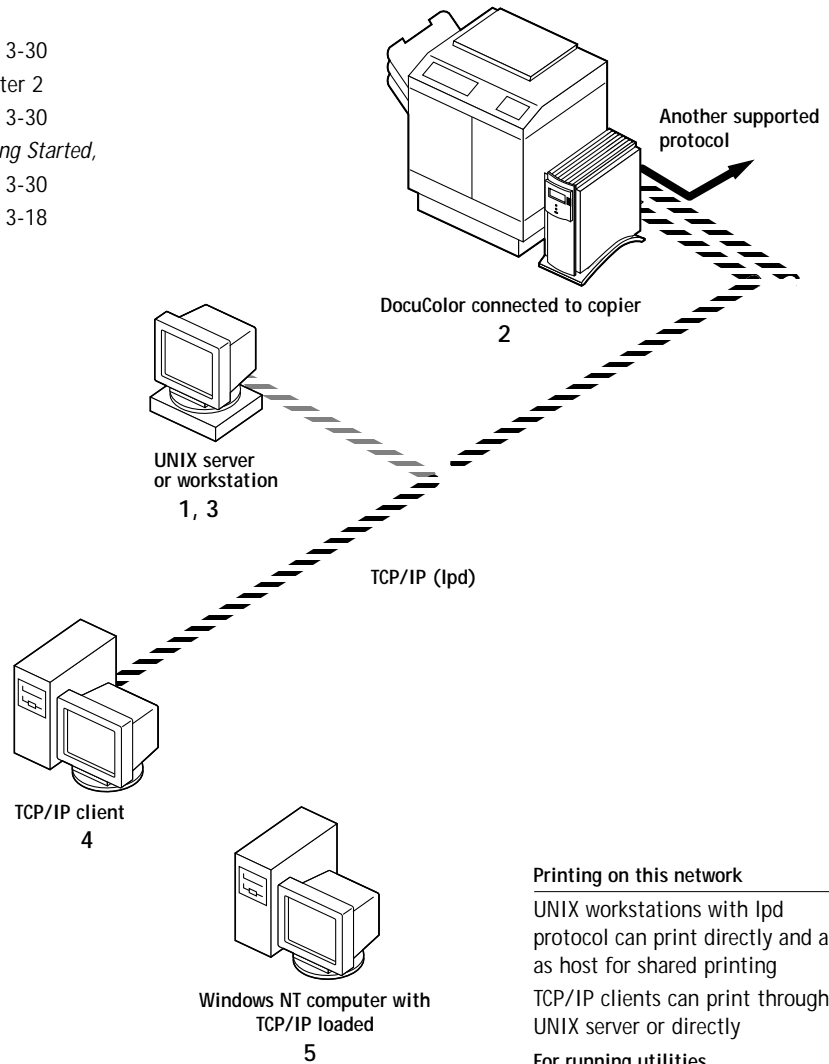 3-30
ter 2
3-30
ng Started,
3-30
3-18
Another supported
protocol
DocuColor connected to copier
2
UNIX server
or workstation
1, 3
TCP/IP (lpd)
TCP/IP client
4
Windows NT computer with
TCP/IP loaded
5
Printing on this network
UNIX workstations with lpd
protocol can print directly and a
as host for shared printing
TCP/IP clients can print through
UNIX server or directly
For running utilities